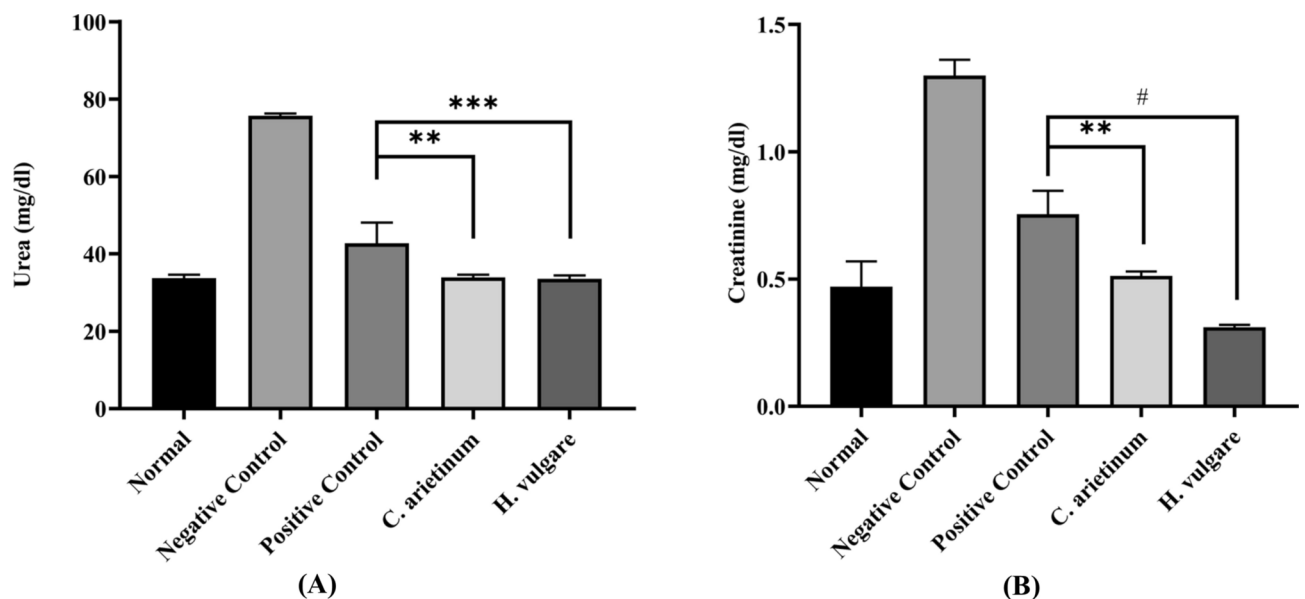 100
80
60
40
20
0
Urea (mg/dl)
***
**
Normal
Negative Control
Positive Control
C. arietinum
H. vulgare
(A)
1.5
1.0
0.5
0.0
Creatinine (mg/dl)
#
**
Normal
Negative Control
Positive Control
C. arietinum
H. vulgare
(B)